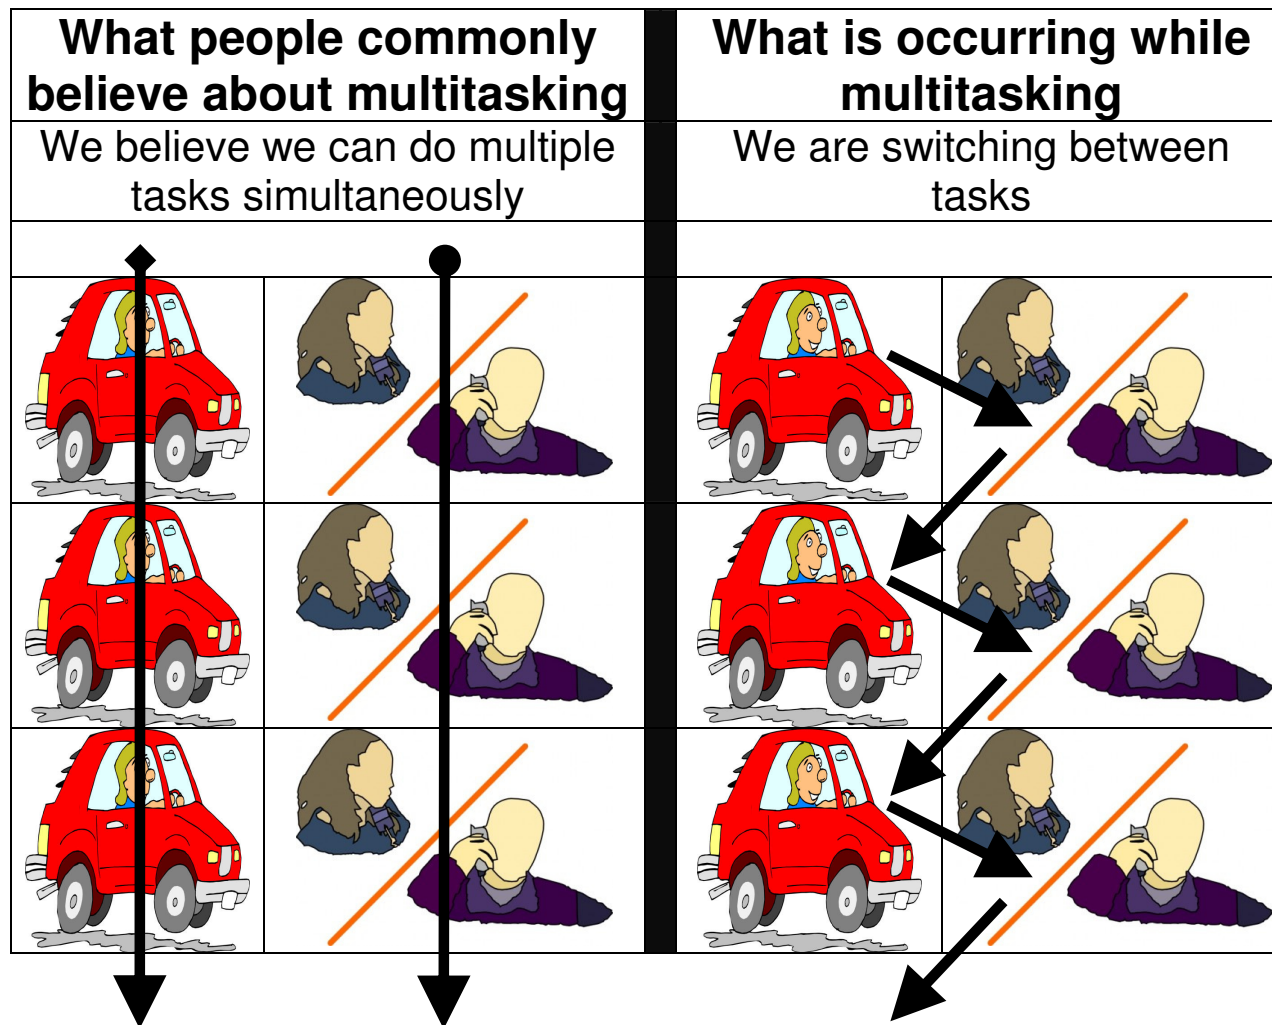 What people commonly
believe about multitasking
We believe we can do multiple
tasks simultaneously
What is occurring while
multitasking
We are switching between
tasks